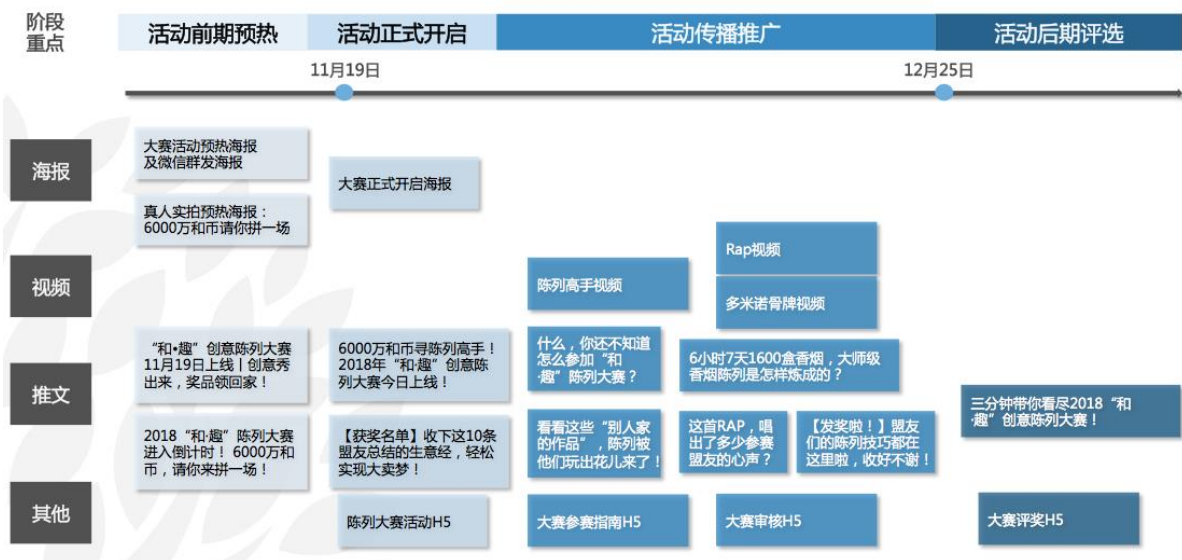 阶段
重点
活动前期预热
活动正式开启
活动传播推广
活动后期评选
11月19日
12月25日
海报
大赛活动预热海报
及微信群发海报
真人实拍预热海报：
6000万和币请你拼一场
大赛正式开启海报
视频
陈列高手视频
Rap视频
多米诺骨牌视频
推文
“和•趣”创意陈列大赛
11月19日上线丨创意秀
出来，奖品领回家！
2018“和·趣”陈列大赛
进入倒计时！6000万和
币，请你来拼一场！
6000万和币寻陈列高手！
2018年“和·趣”创意陈
列大赛今日上线！
【获奖名单】收下这10条
盟友总结的生意经，轻松
实现大卖梦！
什么，你还不知道
怎么参加“和
·趣”陈列大赛？
看看这些“别人家
的作品”，陈列被
他们玩出花儿来了！
6小时7天1600盒香烟，大师级
香烟陈列是怎样炼成的？
这首RAP，唱
出了多少参赛
盟友的心声？
【发奖啦！】盟友
们的陈列技巧都在
这里啦，收好不谢！
三分钟带你看尽2018“和
·趣”创意陈列大赛！
其他
陈列大赛活动H5
大赛参赛指南H5
大赛审核H5
大赛评奖H5